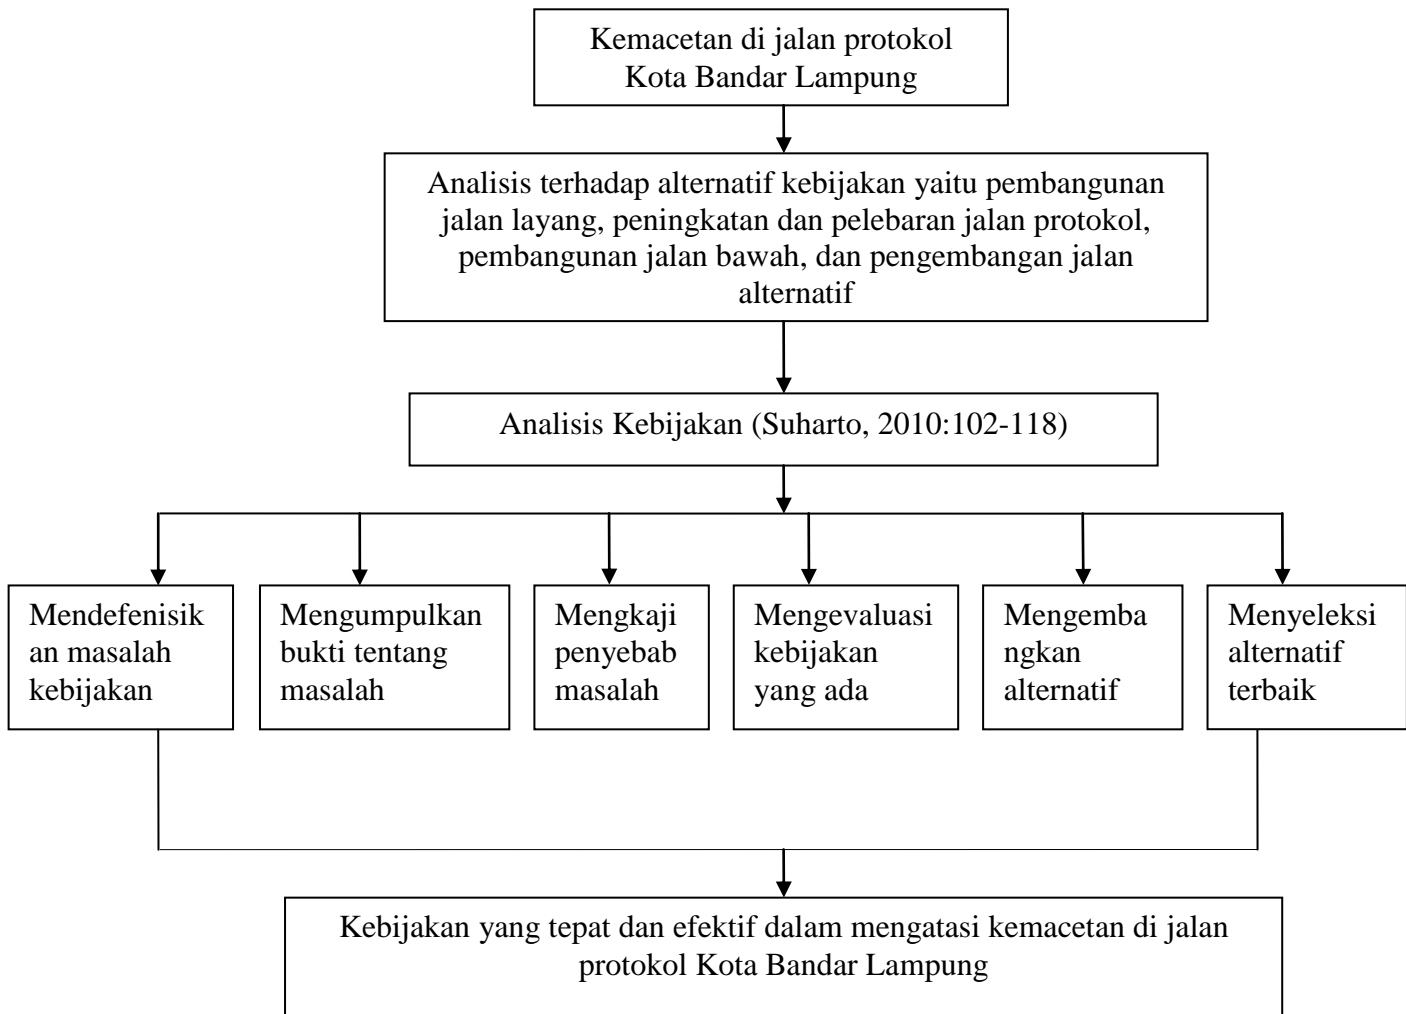 Kemacetan di jalan protokol
Kota Bandar Lampung
Analisis terhadap alternatif kebijakan yaitu pembangunan
jalan layang, peningkatan dan pelebaran jalan protokol,
pembangunan jalan bawah, dan pengembangan jalan
alternatif
Analisis Kebijakan (Suharto, 2010:102-118)
Mendefenisik
an masalah
kebijakan
Mengumpulkan
bukti tentang
masalah
Mengkaji
penyebab
masalah
Mengevaluasi
kebijakan
yang ada
Mengemba
ngkan
alternatif
Menyeleksi
alternatif
terbaik
Kebijakan yang tepat dan efektif dalam mengatasi kemacetan di jalan
protokol Kota Bandar Lampung